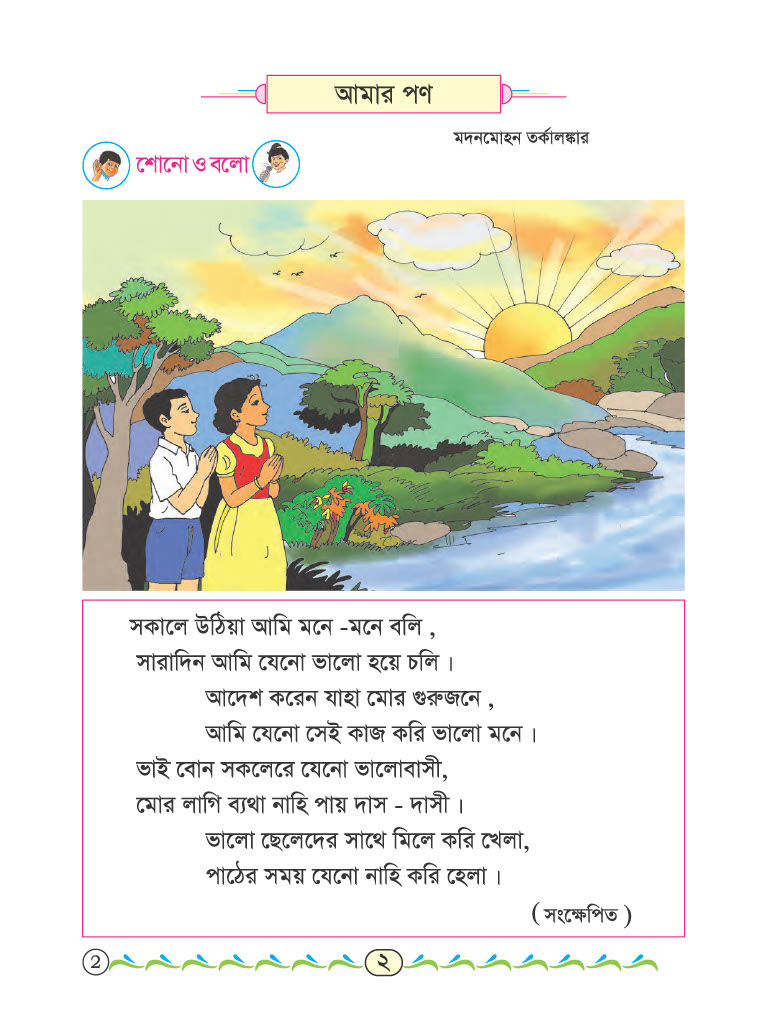 আমার পণ
মদনমোহন তর্কালঙ্কার
শোনো ও বলো
সকালে উঠিয়া আমি মনে -মনে বলি ,
সারাদিন আমি যেনো ভালো হয়ে চলি ।
আদেশ করেন যাহা মোর গুরুজনে ,
আমি যেনো সেই কাজ করি ভালো মনে ।
ভাই বোন সকলেরে যেনো ভালোবাসী,
মোর লাগি ব্যথা নাহি পায় দাস - দাসী ।
ভালো ছেলেদের সাথে মিলে করি খেলা,
পাঠের সময় যেনো নাহি করি হেলা ।
( সংক্ষেপিত )
2
২